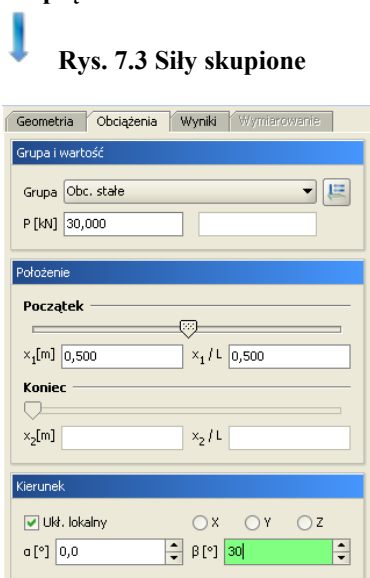 Rys. 7.3 Siły skupione
Geometria Obciążenia Wyniki Wymiarowanie
Grupa i wartość
Grupa Obc. stałe
P [kN] 30,000
Położenie
Początek
x1[m] 0,500 x1 / L 0,500
Koniec
x2[m] x2 / L
Kierunek
Ukł. lokalny X Y Z
α [°] 0,0 β [°] 30